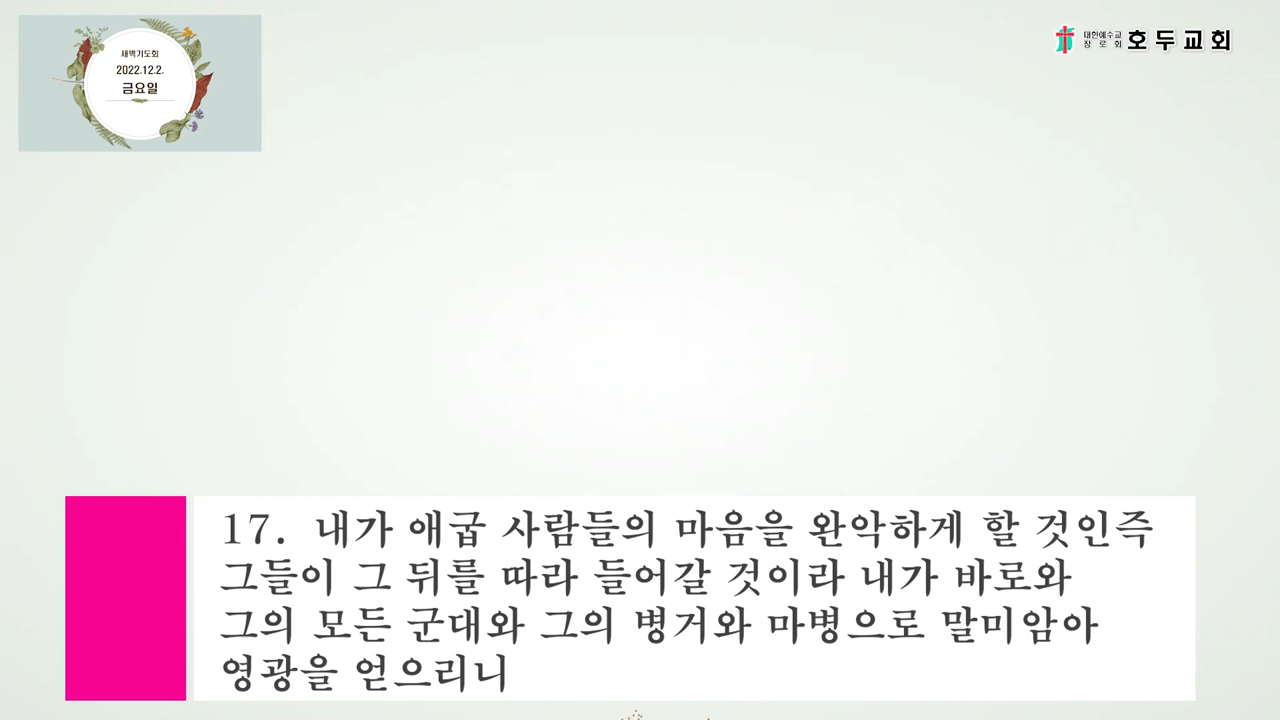 새벽기도회
2022.12.2.
금요일
대한예수교
장로회
호두교회
17. 내가 애굽 사람들의 마음을 완악하게 할 것인즉
그들이 그 뒤를 따라 들어갈 것이라 내가 바로와
그의 모든 군대와 그의 병거와 마병으로 말미암아
영광을 얻으리니